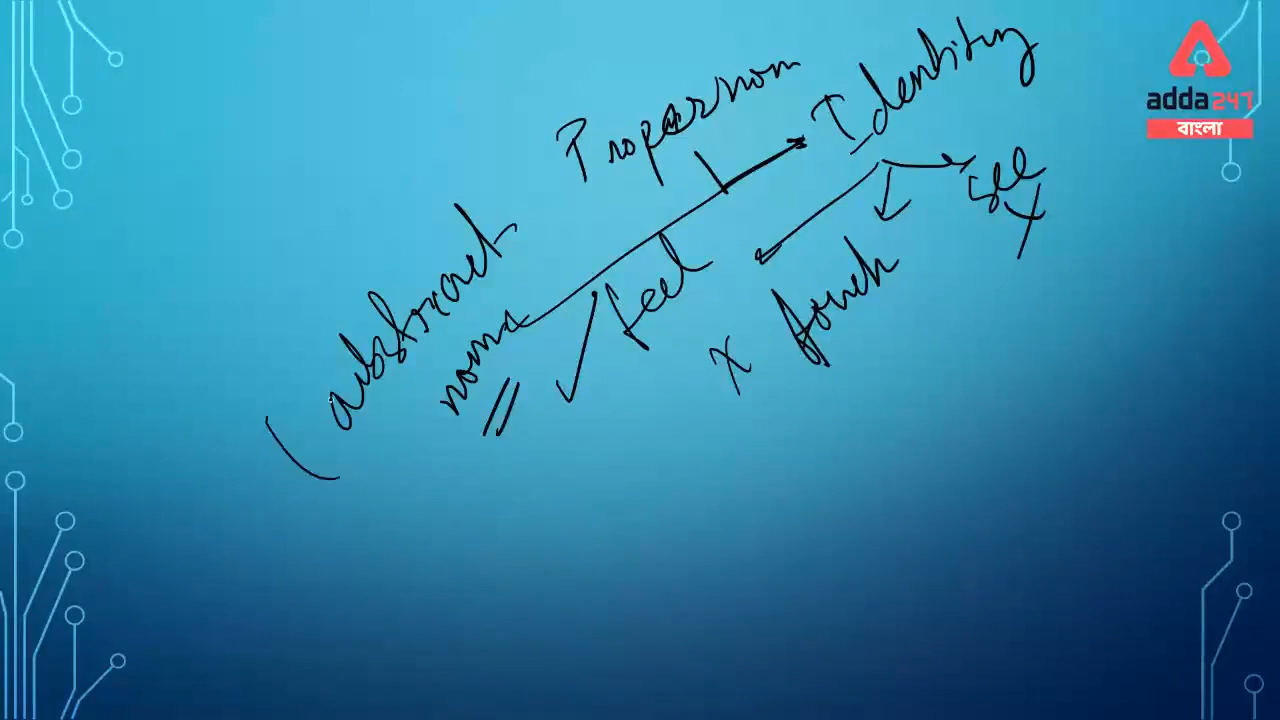 Proper noun
Identity
see
X
touch
X
feel
(abstract
noun
adda247
বাংলা